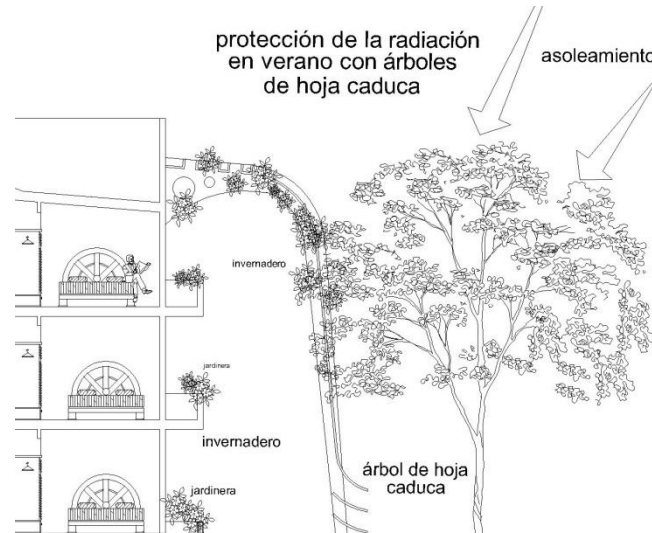 protección de la radiación
en verano con árboles
de hoja caduca
asoleamiento
invernadero
jardinera
invernadero
jardinera
árbol de hoja
caduca